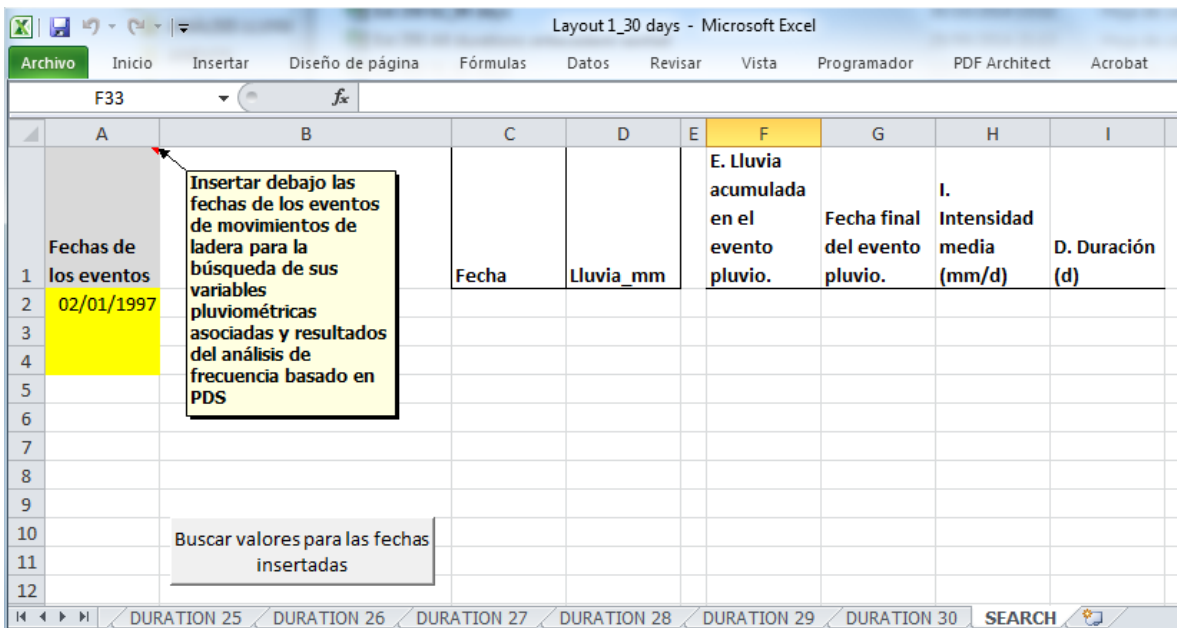 Layout 1_30 days - Microsoft Excel
Archivo Inicio Insertar Diseño de página Fórmulas Datos Revisar Vista Programador PDF Architect Acrobat
F33 fx
A B C D E F G H I
Fechas de
los eventos
Insertar debajo las
fechas de los eventos
de movimientos de
ladera para la
búsqueda de sus
variables
pluviométricas
asociadas y resultados
del análisis de
frecuencia basado en
PDS
Fecha
Lluvia_mm
E. Lluvia
acumulada
en el
evento
pluvio.
Fecha final
del evento
pluvio.
I.
Intensidad
media
(mm/d)
D. Duración
(d)
1
2 02/01/1997
3
4
5
6
7
8
9
10
11
12
Buscar valores para las fechas
insertadas
DURATION 25 DURATION 26 DURATION 27 DURATION 28 DURATION 29 DURATION 30 SEARCH